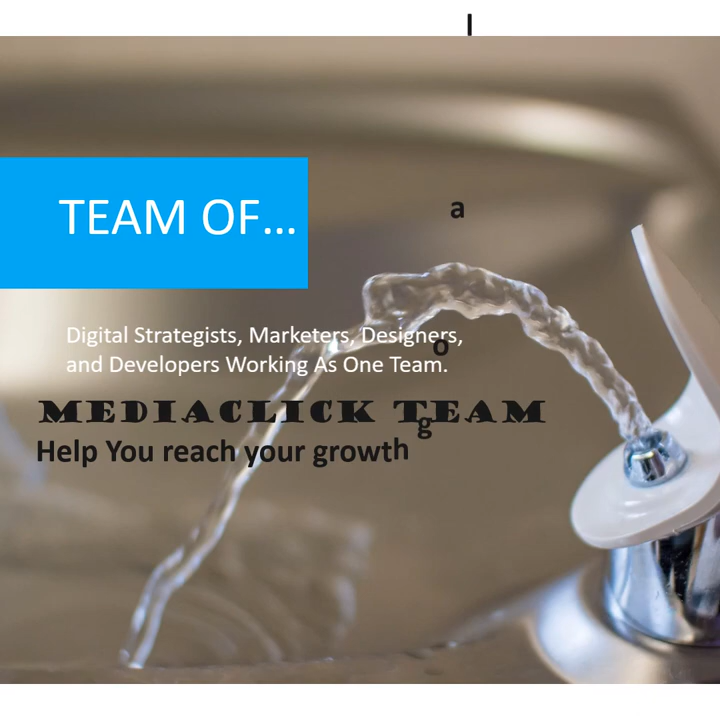 TEAM OF...
Digital Strategists, Marketers, Designers,
and Developers Working As One Team.
MEDIACLICK TEAM
Help You reach your growth
g
o
a
l